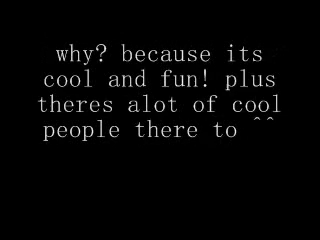 why? because its
cool and fun! plus
theres alot of cool
people there to ^^